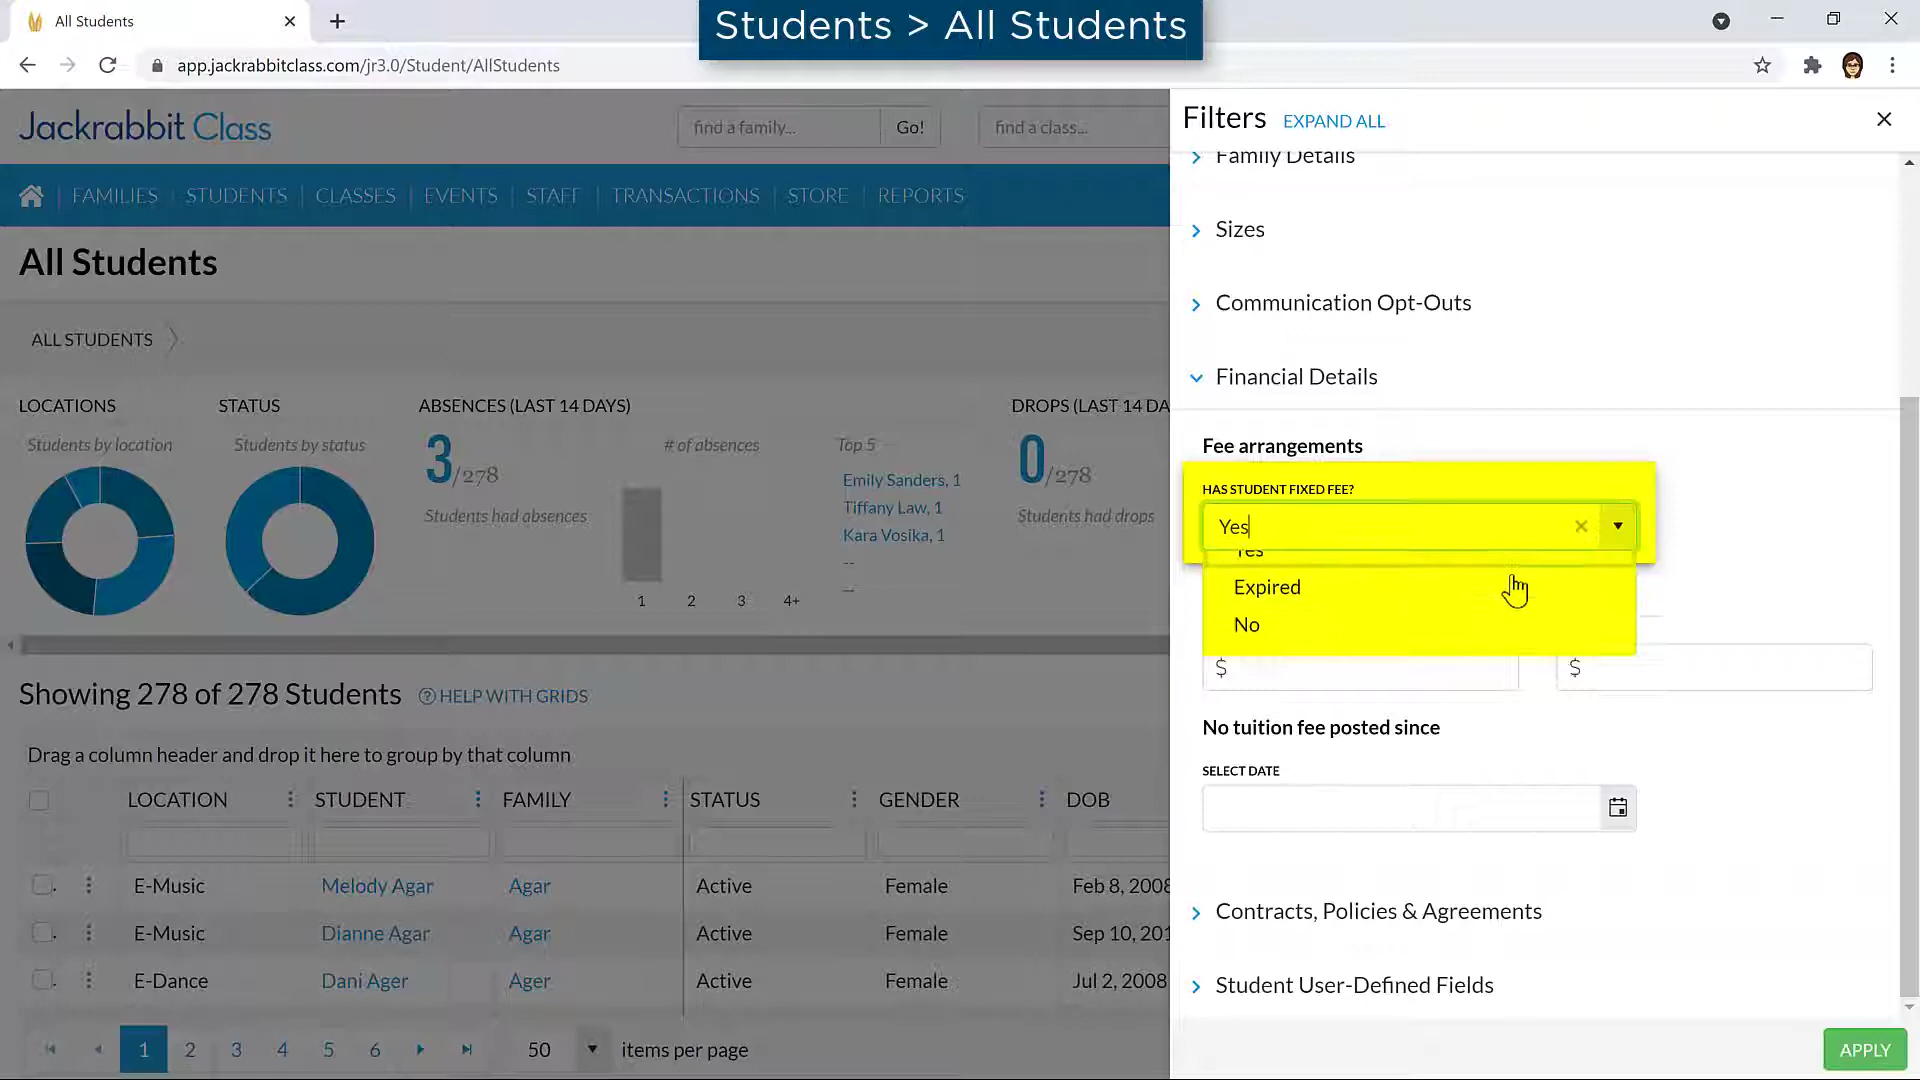 All Students
Students > All Students
app.jackrabbitclass.com/jr3.0/Student/AllStudents
Jackrabbit Class
find a family...
Go!
find a class...
FAMILIES
STUDENTS
CLASSES
EVENTS
STAFF
TRANSACTIONS
STORE
REPORTS
All Students
ALL STUDENTS
LOCATIONS
Students by location
STATUS
Students by status
ABSENCES (LAST 14 DAYS)
3/278
Students had absences
# of absences
1 2 3 4+
Top 5
Emily Sanders, 1
Tiffany Law, 1
Kara Vosika, 1
--
--
DROPS (LAST 14 DA
0/278
Students had drops
Showing 278 of 278 Students
? HELP WITH GRIDS
Drag a column header and drop it here to group by that column
LOCATION STUDENT FAMILY STATUS GENDER DOB
E-Music Melody Agar Agar Active Female Feb 8, 2008
E-Music Dianne Agar Agar Active Female Sep 10, 201
E-Dance Dani Ager Ager Active Female Jul 2, 2008
1 2 3 4 5 6 50 items per page
Filters EXPAND ALL
Family Details
Sizes
Communication Opt-Outs
Financial Details
Fee arrangements
HAS STUDENT FIXED FEE?
Yes
Yes
Expired
No
$ $
No tuition fee posted since
SELECT DATE
Contracts, Policies & Agreements
Student User-Defined Fields
APPLY